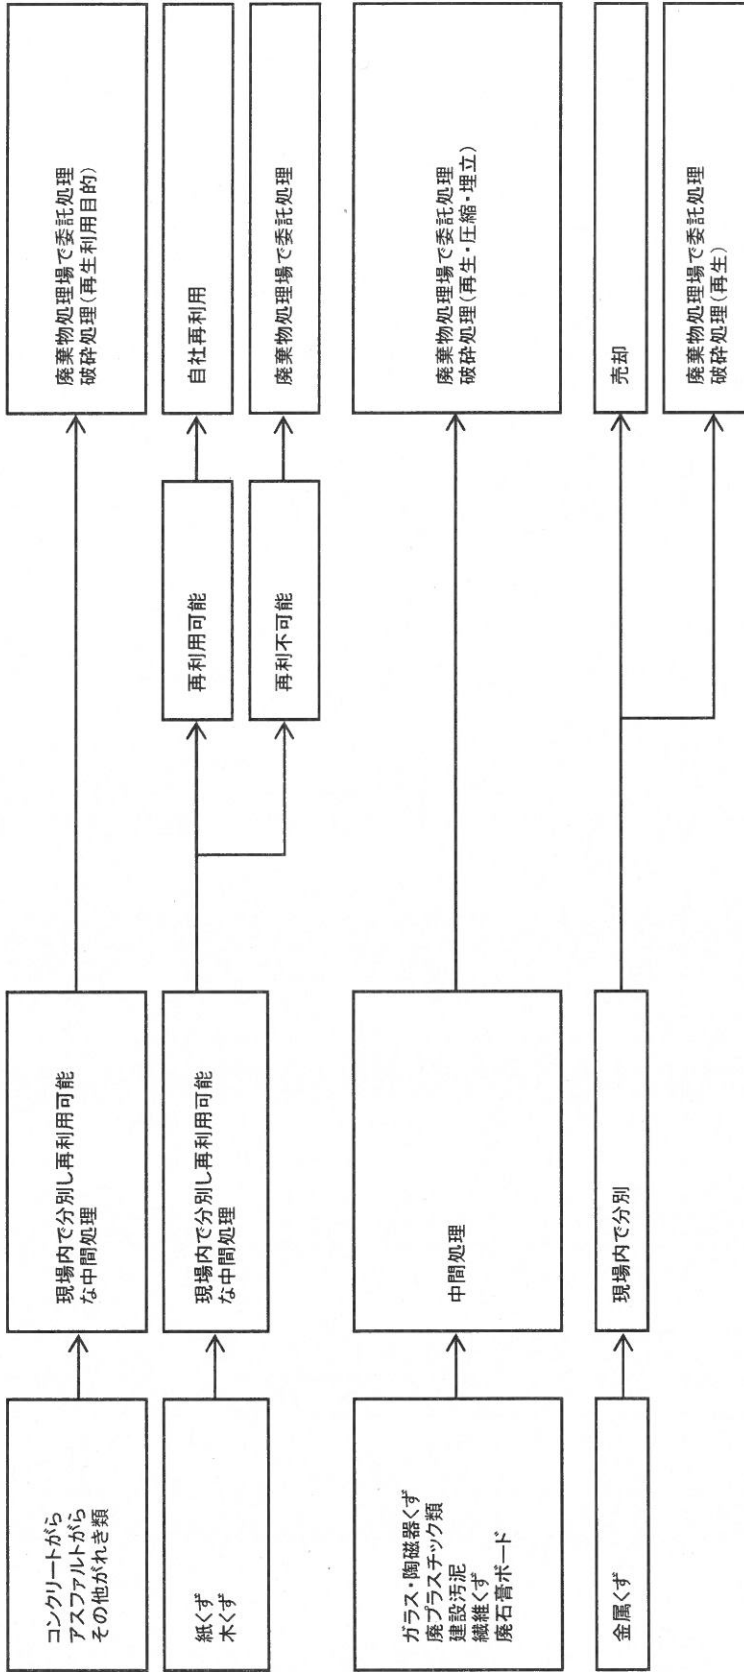 コンクリートがら
アスファルトがら
その他がれき類
現場内で分別し再利用可能
な中間処理
廃棄物処理場で委託処理
破砕処理(再生利用目的)
紙くず
木くず
現場内で分別し再利用可能
な中間処理
再利用可能
自社再利用
再利不可能
廃棄物処理場で委託処理
ガラス・陶磁器くず
廃プラスチック類
建設汚泥
繊維くず
廃石膏ボード
中間処理
廃棄物処理場で委託処理
破砕処理(再生・圧縮・埋立)
金属くず
現場内で分別
売却
廃棄物処理場で委託処理
破砕処理(再生)